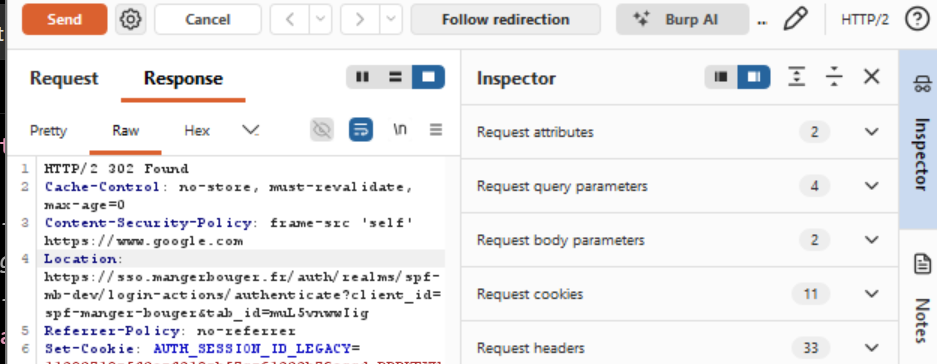 Send
Cancel
Follow redirection
Burp AI
...
HTTP/2
?
Request
Response
Inspector
Pretty
Raw
Hex
\n
Request attributes
2
Request query parameters
4
Request body parameters
2
Request cookies
11
Request headers
33
1 HTTP/2 302 Found
2 Cache-Control: no-store, must-revalidate,
max-age=0
3 Content-Security-Policy: frame-src 'self'
https://www.google.com
4 Location:
https://sso.mangerbouger.fr/auth/realms/spf-
mb-dev/login-actions/authenticate?client_id=
spf-manger-bouger&tab_id=muL5vnwwIig
5 Referrer-Policy: no-referrer
6 Set-Cookie: AUTH_SESSION_ID_LEGACY=
Inspector
Notes